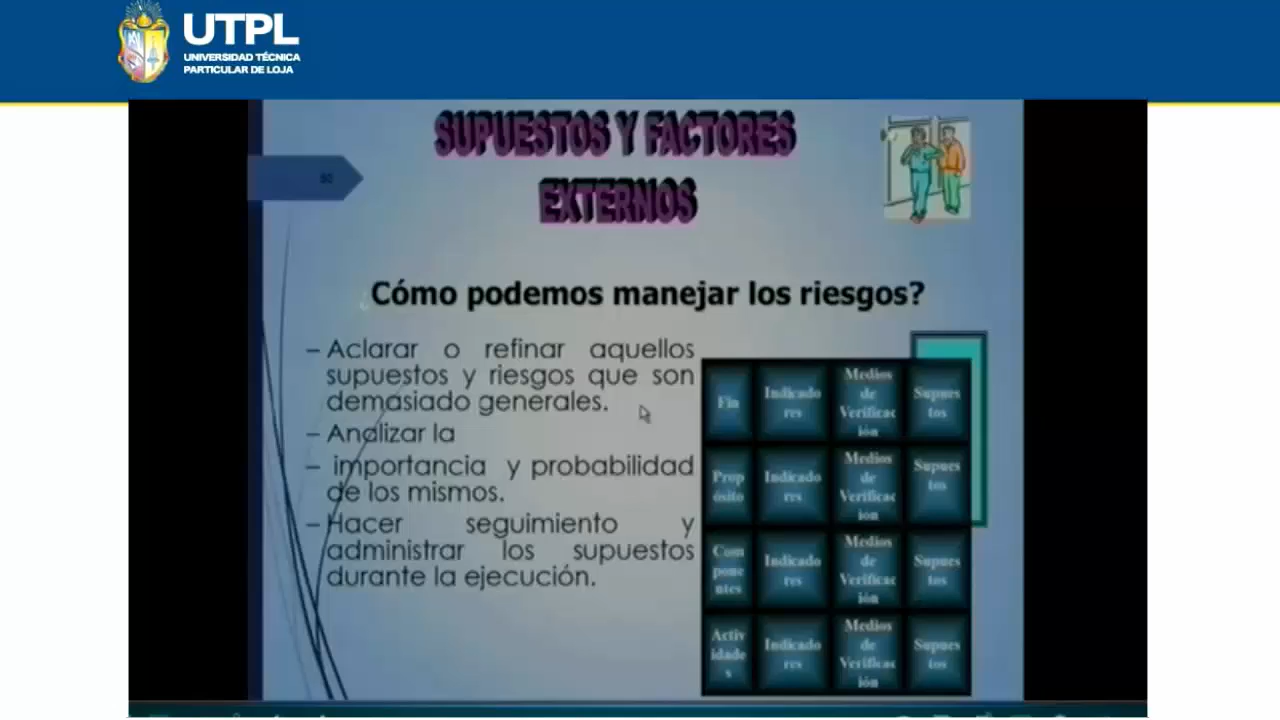 UTPL
UNIVERSIDAD TÉCNICA
PARTICULAR DE LOJA
SUPUESTOS Y FACTORES
EXTERNOS
¿Cómo podemos manejar los riesgos?
– Aclarar o refinar aquellos
supuestos y riesgos que son
demasiado generales.
– Analizar la
– importancia y probabilidad
de los mismos.
– Hacer seguimiento y
administrar los supuestos
durante la ejecución.
Fin
Indicado
res
Medios
de
Verificac
ión
Supues
tos
Prop
ósito
Indicado
res
Medios
de
Verificac
ión
Supues
tos
Com
pone
ntes
Indicado
res
Medios
de
Verificac
ión
Supues
tos
Activ
idade
s
Indicado
res
Medios
de
Verificac
ión
Supues
tos